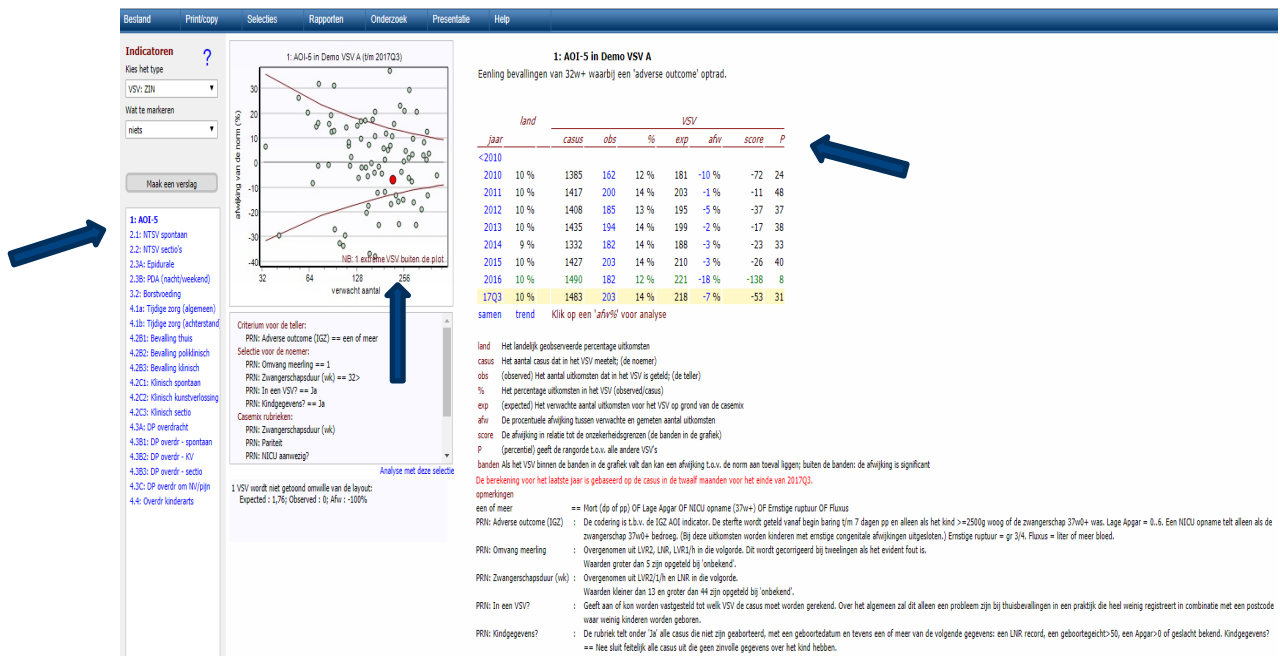 Bestand Print/copy Selecties Rapporten Onderzoek Presentatie Help
Indicatoren ?
Kies het type
VSV: ZIN
Wat te markeren
niets
Maak een verslag
1: AOI-5
2.1: NTSV spontaan
2.2: NTSV sectio's
2.3A: Epidurale
2.3B: PDA (nacht/weekend)
3.2: Borstvoeding
4.1a: Tijdige zorg (algemeen)
4.1b: Tijdige zorg (achterstand
4.2B1: Bevalling thuis
4.2B2: Bevalling poliklinisch
4.2B3: Bevalling klinisch
4.2C1: Klinisch spontaan
4.2C2: Klinisch kunstverlossing
4.2C3: Klinisch sectio
4.3A: DP overdracht
4.3B1: DP overdr - spontaan
4.3B2: DP overdr - KV
4.3B3: DP overdr - sectio
4.3C: DP overdr om NV/pijn
4.4: Overdr kinderarts
1: AOI-5 in Demo VSV A (t/m 2017Q3)
afwijking van de norm (%)
30
20
10
0
-10
-20
-30
-40
NB: 1 extreme VSV buiten de plot.
32 64 128 256
verwacht aantal
Criterium voor de teller:
PRN: Adverse outcome (IGZ) == een of meer
Selectie voor de noemer:
PRN: Omvang meerling == 1
PRN: Zwangerschapsduur (wk) == 32>
PRN: In een VSV? == Ja
PRN: Kindgegevens? == Ja
Casemix rubrieken:
PRN: Zwangerschapsduur (wk)
PRN: Pariteit
PRN: NICU aanwezig?
Analyse met deze selectie
1 VSV wordt niet getoond omwille van de layout:
Expected : 1,76; Observed : 0; Afw : -100%
1: AOI-5 in Demo VSV A
Eenling bevallingen van 32w+ waarbij een 'adverse outcome' optrad.
land VSV
jaar casus obs % exp afw score P
<2010
2010 10 % 1385 162 12 % 181 -10 % -72 24
2011 10 % 1417 200 14 % 203 -1 % -11 48
2012 10 % 1408 185 13 % 195 -5 % -37 37
2013 10 % 1435 194 14 % 199 -2 % -17 38
2014 9 % 1332 182 14 % 188 -3 % -23 33
2015 10 % 1427 203 14 % 210 -3 % -26 40
2016 10 % 1490 182 12 % 221 -18 % -138 8
17Q3 10 % 1483 203 14 % 218 -7 % -53 31
samen trend Klik op een 'afw%' voor analyse
land Het landelijk geobserveerde percentage uitkomsten
casus Het aantal casus dat in het VSV meetelt; (de noemer)
obs (observed) Het aantal uitkomsten dat in het VSV is geteld; (de teller)
% Het percentage uitkomsten in het VSV (observed/casus)
exp (expected) Het verwachte aantal uitkomsten voor het VSV op grond van de casemix
afw De procentuele afwijking tussen verwachte en gemeten aantal uitkomsten
score De afwijking in relatie tot de onzekerheidsgrenzen (de banden in de grafiek)
P (percentiel) geeft de rangorde t.o.v. alle andere VSV's
banden Als het VSV binnen de banden in de grafiek valt dan kan een afwijking t.o.v. de norm aan toeval liggen; buiten de banden: de afwijking is significant
De berekening voor het laatste jaar is gebaseerd op de casus in de twaalf maanden voor het einde van 2017Q3.
opmerkingen
een of meer == Mort (dp of pp) OF Lage Apgar OF NICU opname (37w+) OF Ernstige ruptuur OF Fluxus
PRN: Adverse outcome (IGZ) : De codering is t.b.v. de IGZ AOI indicator. De sterfte wordt geteld vanaf begin baring t/m 7 dagen pp en alleen als het kind >=2500g woog of de zwangerschap 37w0+ was. Lage Apgar = 0..6. Een NICU opname telt alleen als de
zwangerschap 37w0+ bedroeg. (Bij deze uitkomsten worden kinderen met ernstige congenitale afwijkingen uitgesloten.) Ernstige ruptuur = gr 3/4. Fluxus = liter of meer bloed.
PRN: Omvang meerling : Overgenomen uit LVR2, LNR, LVR1/h in die volgorde. Dit wordt gecorrigeerd bij tweelingen als het evident fout is.
Waarden groter dan 5 zijn opgeteld bij 'onbekend'.
PRN: Zwangerschapsduur (wk) : Overgenomen uit LVR2/1/h en LNR in die volgorde.
Waarden kleiner dan 13 en groter dan 44 zijn opgeteld bij 'onbekend'.
PRN: In een VSV? : Geeft aan of kon worden vastgesteld tot welk VSV de casus moet worden gerekend. Over het algemeen zal dit alleen een probleem zijn bij thuisbevallingen in een praktijk die heel weinig registreert in combinatie met een postcode
waar weinig kinderen worden geboren.
PRN: Kindgegevens? : De rubriek telt onder 'Ja' alle casus die niet zijn geaborteerd, met een geboortedatum en tevens een of meer van de volgende gegevens: een LNR record, een geboortegeicht>50, een Apgar>0 of geslacht bekend. Kindgegevens?
== Nee sluit feitelijk alle casus uit die geen zinvolle gegevens over het kind hebben.